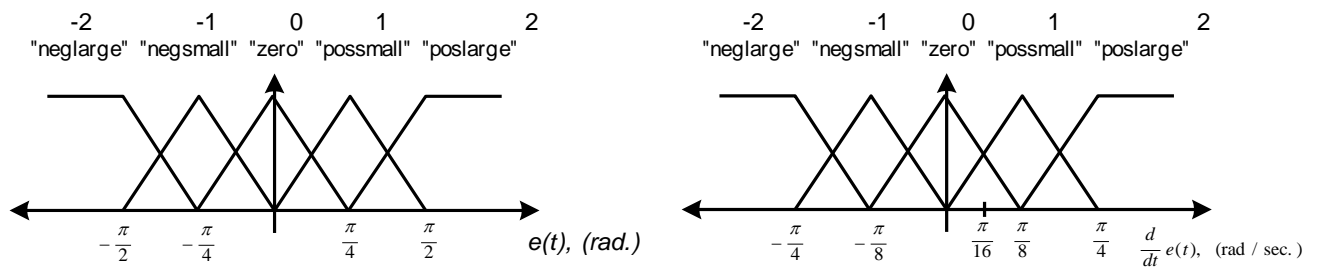 -2 -1 0 1 2
"neglarge" "negsmall" "zero" "possmall" "poslarge"
-π/2 -π/4 π/4 π/2 e(t), (rad.)
-2 -1 0 1 2
"neglarge" "negsmall" "zero" "possmall" "poslarge"
-π/4 -π/8 π/16 π/8 π/4 d/dt e(t), (rad / sec. )